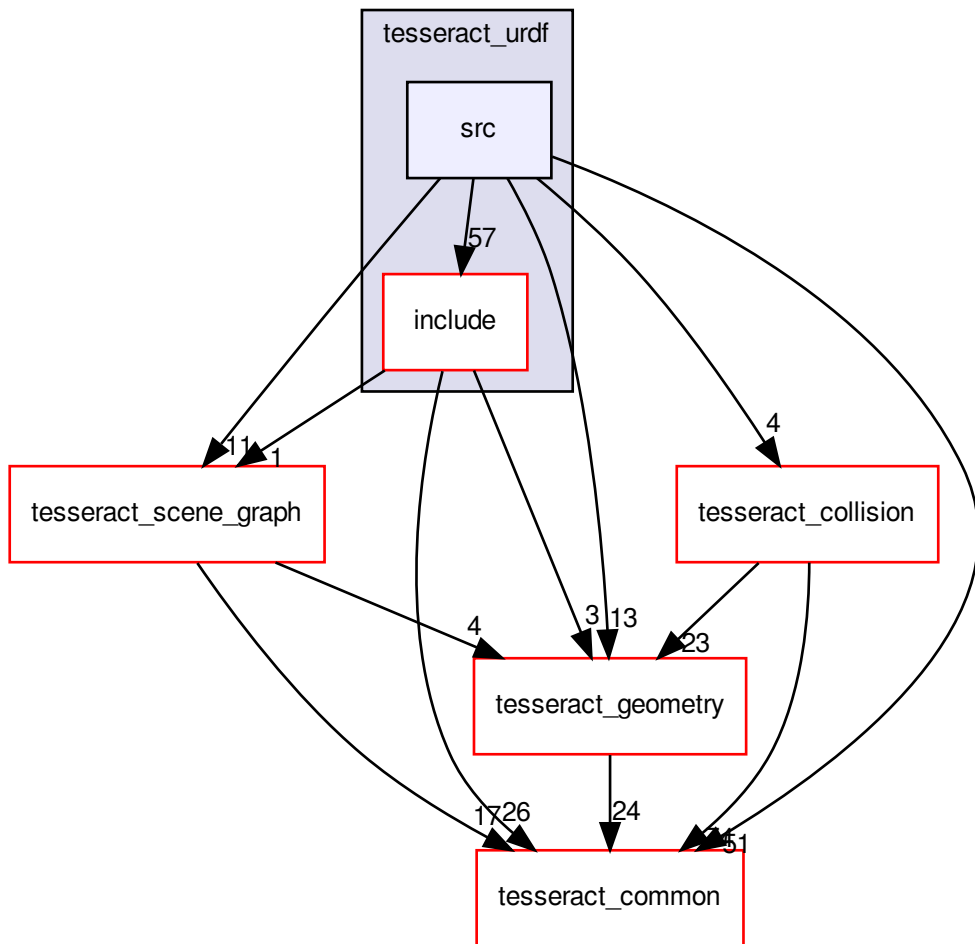 tesseract_urdf
src
57
include
11
1
4
tesseract_scene_graph
tesseract_collision
4
3
13
23
tesseract_geometry
17
26
24
51
tesseract_common